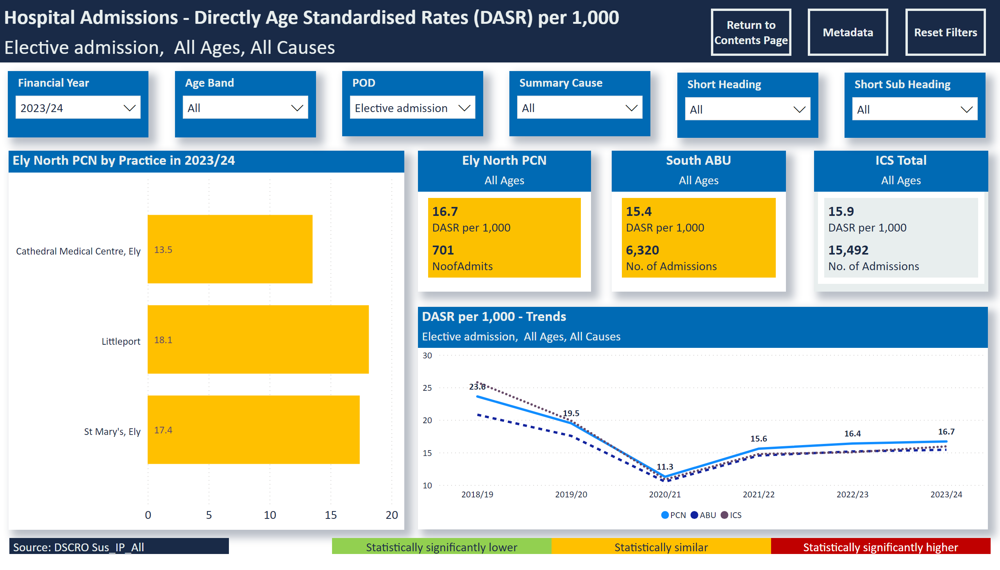 Hospital Admissions - Directly Age Standardised Rates (DASR) per 1,000
Elective admission,  All Ages, All Causes
Return to
Contents Page
Metadata
Reset Filters
Financial Year
2023/24
Age Band
All
POD
Elective admission
Summary Cause
All
Short Heading
All
Short Sub Heading
All
Ely North PCN by Practice in 2023/24
Cathedral Medical Centre, Ely
13.5
Littleport
18.1
St Mary's, Ely
17.4
0
5
10
15
20
Ely North PCN
All Ages
16.7
DASR per 1,000
701
NoofAdmits
South ABU
All Ages
15.4
DASR per 1,000
6,320
No. of Admissions
ICS Total
All Ages
15.9
DASR per 1,000
15,492
No. of Admissions
DASR per 1,000 - Trends
Elective admission,  All Ages, All Causes
30
25
20
15
10
23.6
19.5
11.3
15.6
16.4
16.7
2018/19
2019/20
2020/21
2021/22
2022/23
2023/24
PCN ABU ICS
Source: DSCRO Sus_IP_All
Statistically significantly lower
Statistically similar
Statistically significantly higher